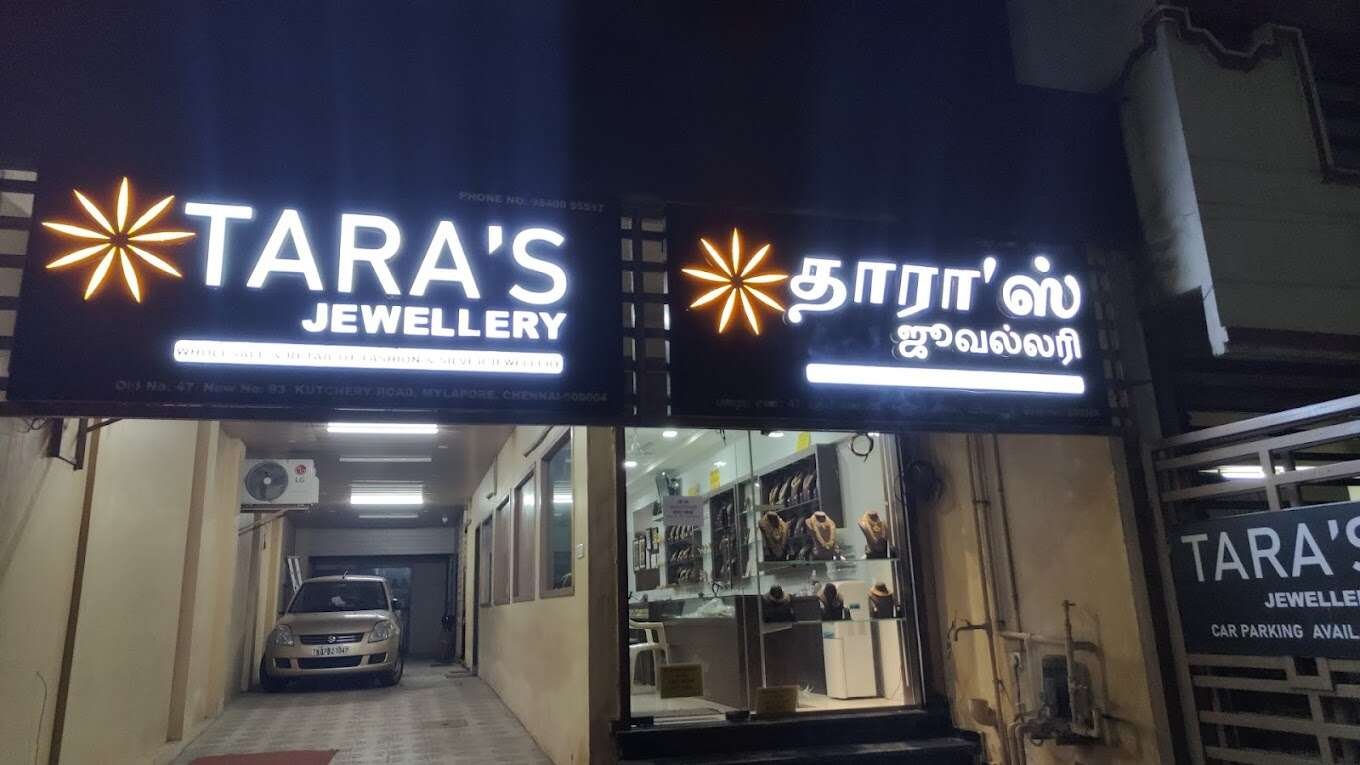 PHONE NO. 98400
TARA'S
JEWELLERY
WHOLESALE & RETAIL OF FASHION & SILVER JEWELLERY
Old No. 47 New No: 93 KUTCHERY ROAD, MYLAPORE, CHENNAI-600004
தாரா'ஸ்
ஜூவல்லரி
LG
TARA'S
JEWELLER
CAR PARKING AVAIL